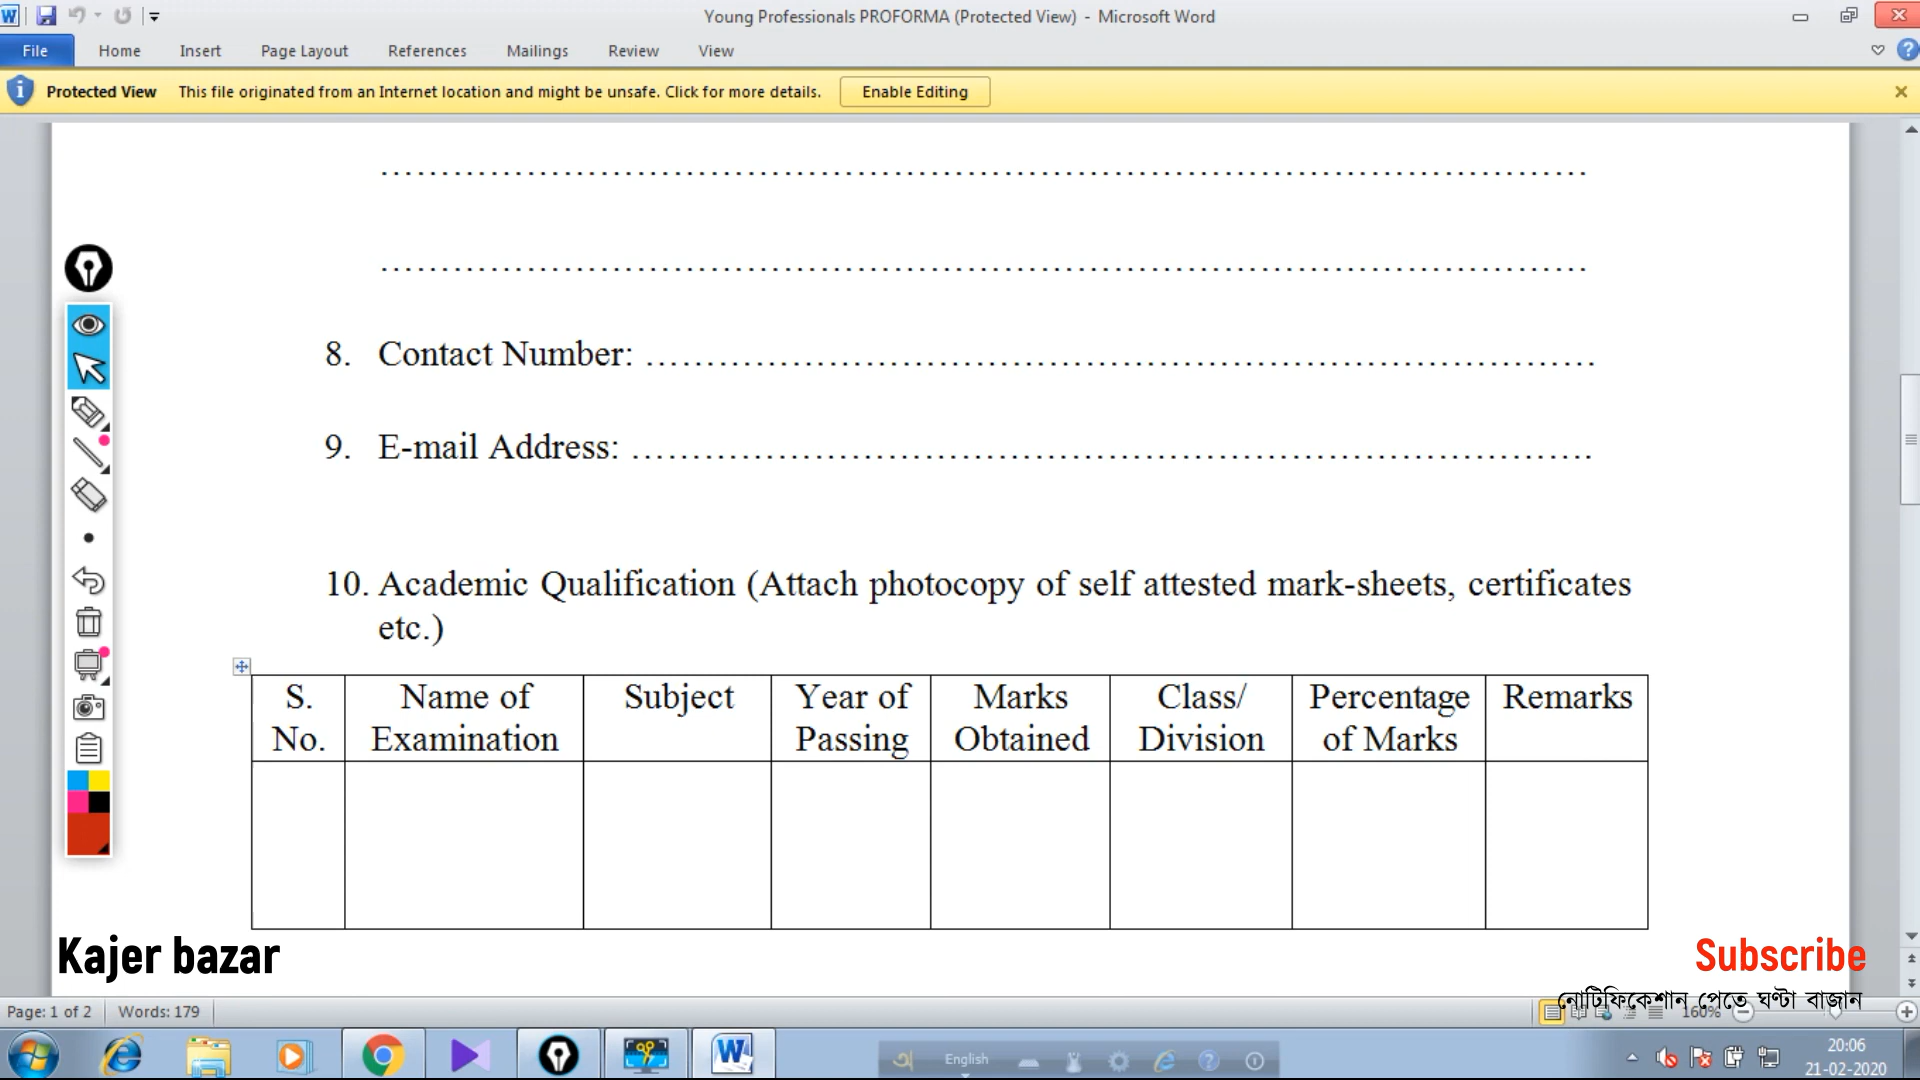 Young Professionals PROFORMA (Protected View) - Microsoft Word
File Home Insert Page Layout References Mailings Review View
Protected View This file originated from an Internet location and might be unsafe. Click for more details. Enable Editing
........................................................................................................
........................................................................................................
8. Contact Number: ................................................................................
9. E-mail Address: ................................................................................
10. Academic Qualification (Attach photocopy of self attested mark-sheets, certificates
etc.)
S. No. Name of Examination Subject Year of Passing Marks Obtained Class/ Division Percentage of Marks Remarks
Kajer bazar
Subscribe
নোটিফিকেশান পেতে ঘণ্টা বাজান
Page: 1 of 2 Words: 179 160%
অ English
20:06
21-02-2020